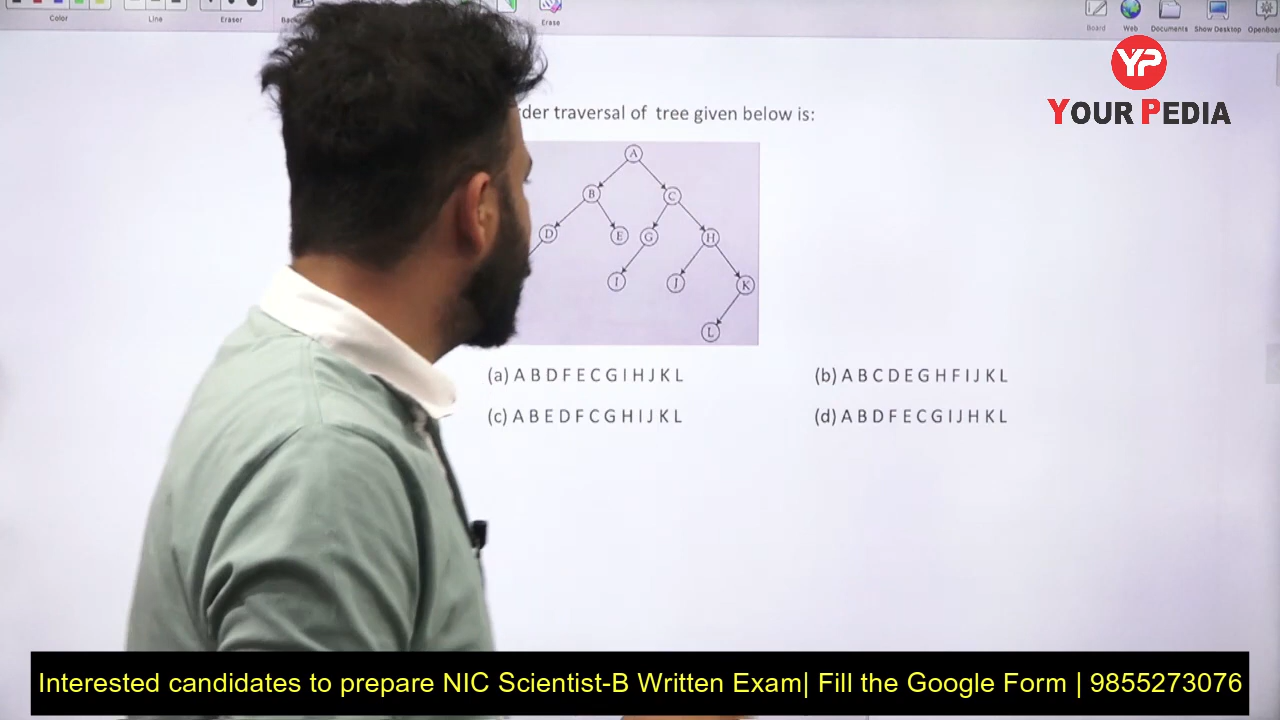 Color
Line
Eraser
Erase
Board
Web
Documents
Show Desktop
YP
YOUR PEDIA
traversal of tree given below is:
A
B
C
D
E
G
H
I
J
K
L
(a) A B D F E C G I H J K L
(b) A B C D E G H F I J K L
(c) A B E D F C G H I J K L
(d) A B D F E C G I J H K L
Interested candidates to prepare NIC Scientist-B Written Exam| Fill the Google Form | 9855273076